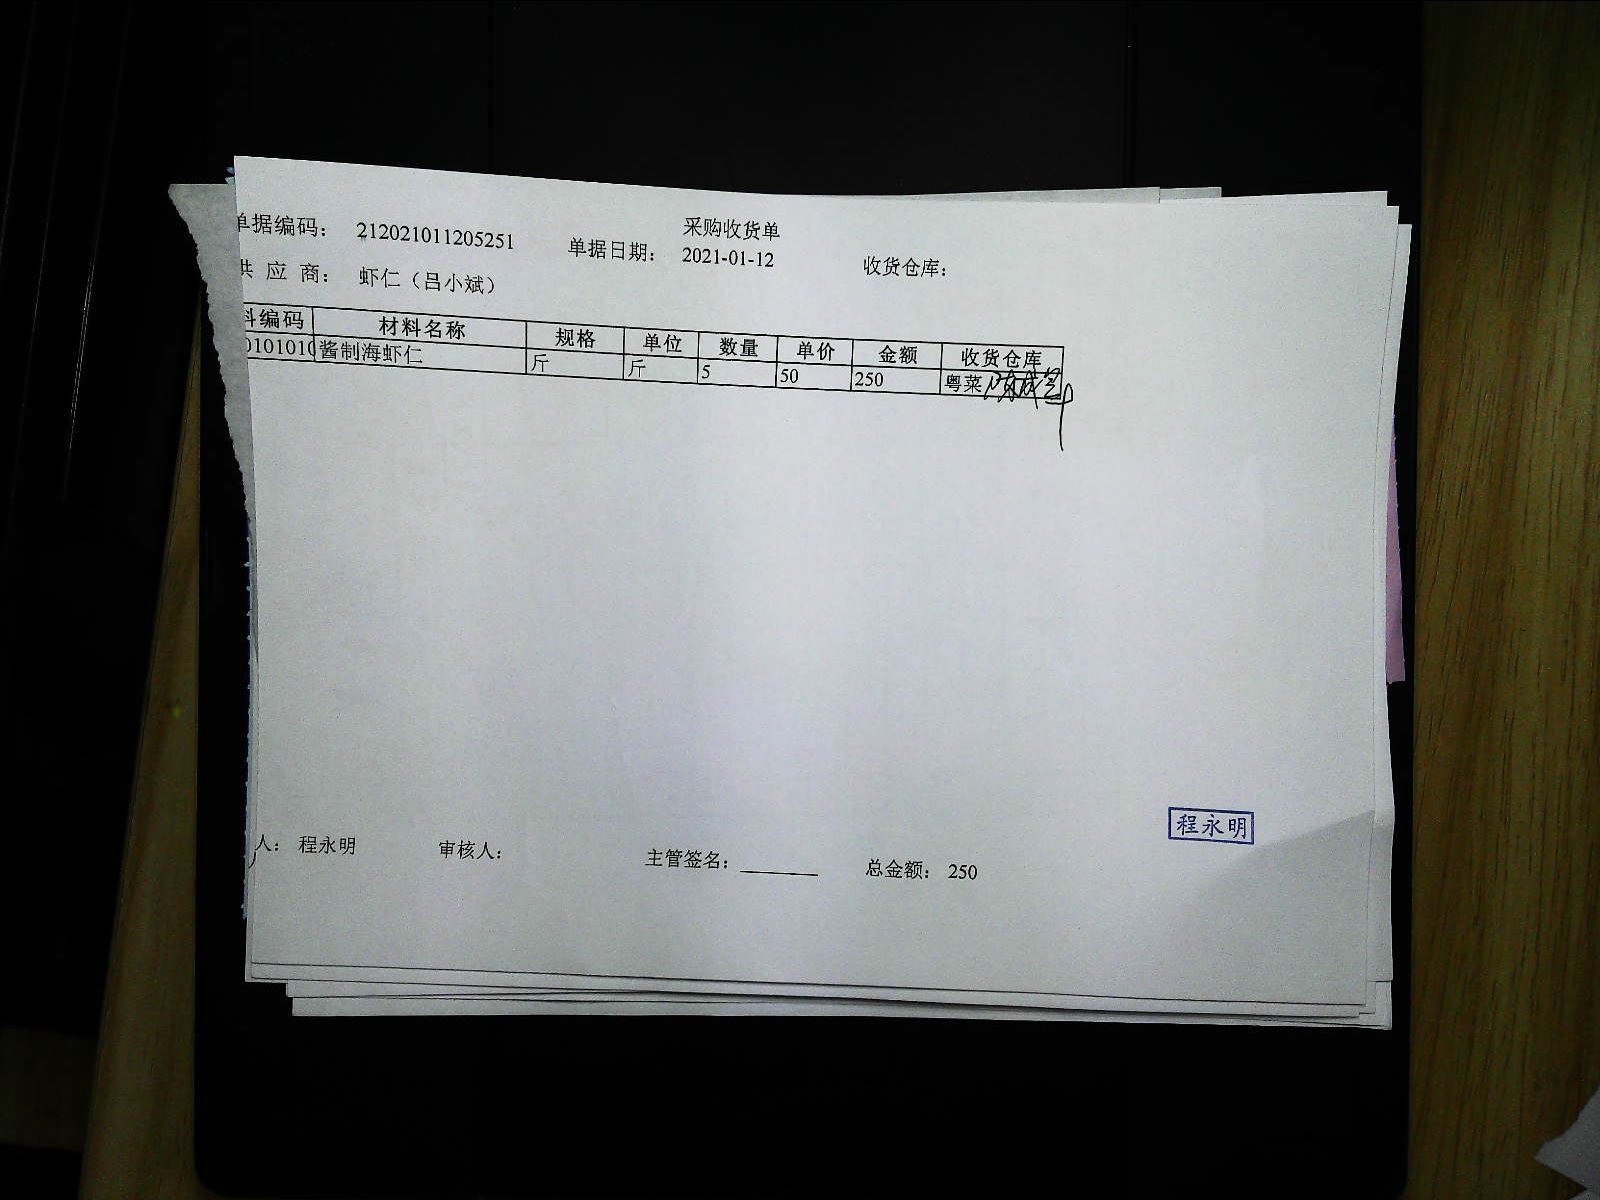 采购收货单
单据编码： 212021011205251 单据日期： 2021-01-12 收货仓库：
供 应 商： 虾仁（吕小斌）
料编码 材料名称 规格 单位 数量 单价 金额 收货仓库
0101010 酱制海虾仁 斤 斤 5 50 250 粤菜
程永明
人： 程永明 审核人： 主管签名： 总金额： 250